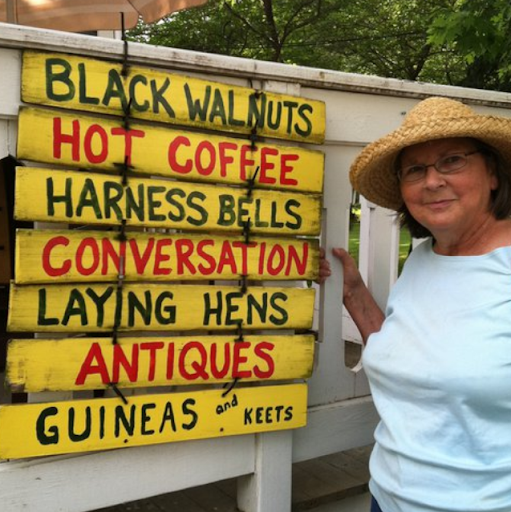 BLACK WALNUTS
HOT COFFEE
HARNESS BELLS
CONVERSATION
LAYING HENS
ANTIQUES
GUINEAS and KEETS